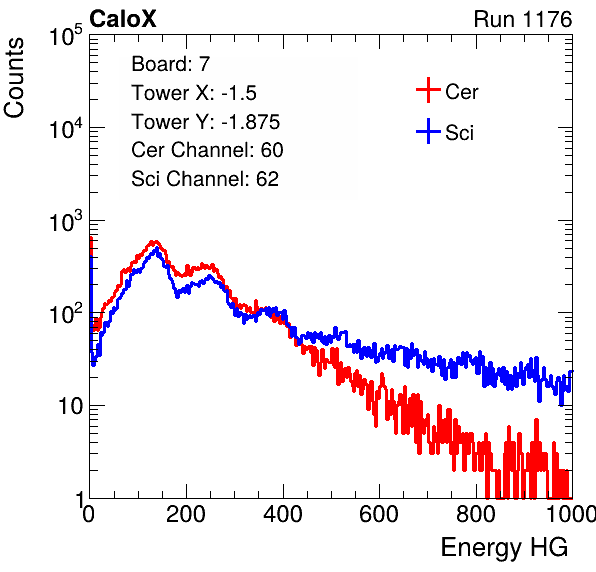 CaloX Run 1176
Counts
10^5
10^4
10^3
10^2
10
1
Board: 7
Tower X: -1.5
Tower Y: -1.875
Cer Channel: 60
Sci Channel: 62
Cer
Sci
0 200 400 600 800 1000
Energy HG